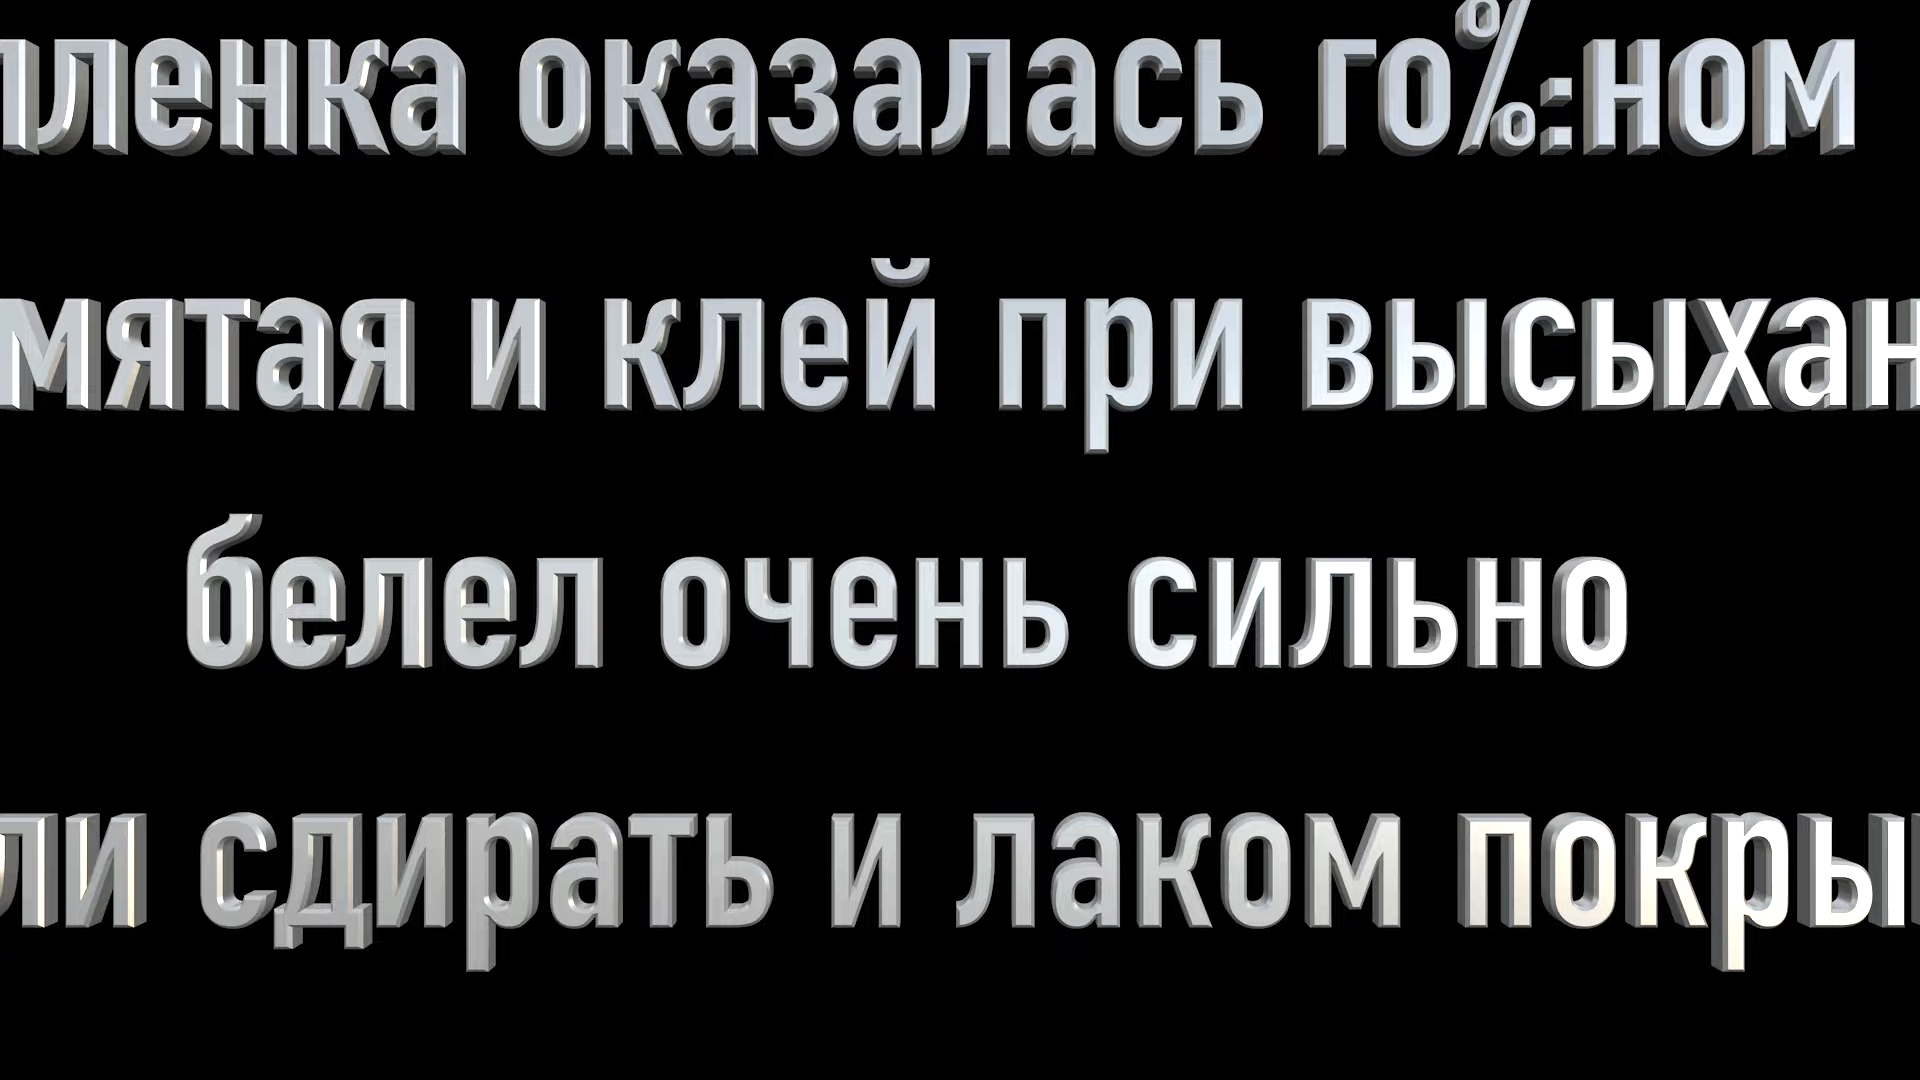 пленка оказалась го%:ном
мятая и клей при высыхан
белел очень сильно
ли сдирать и лаком покры